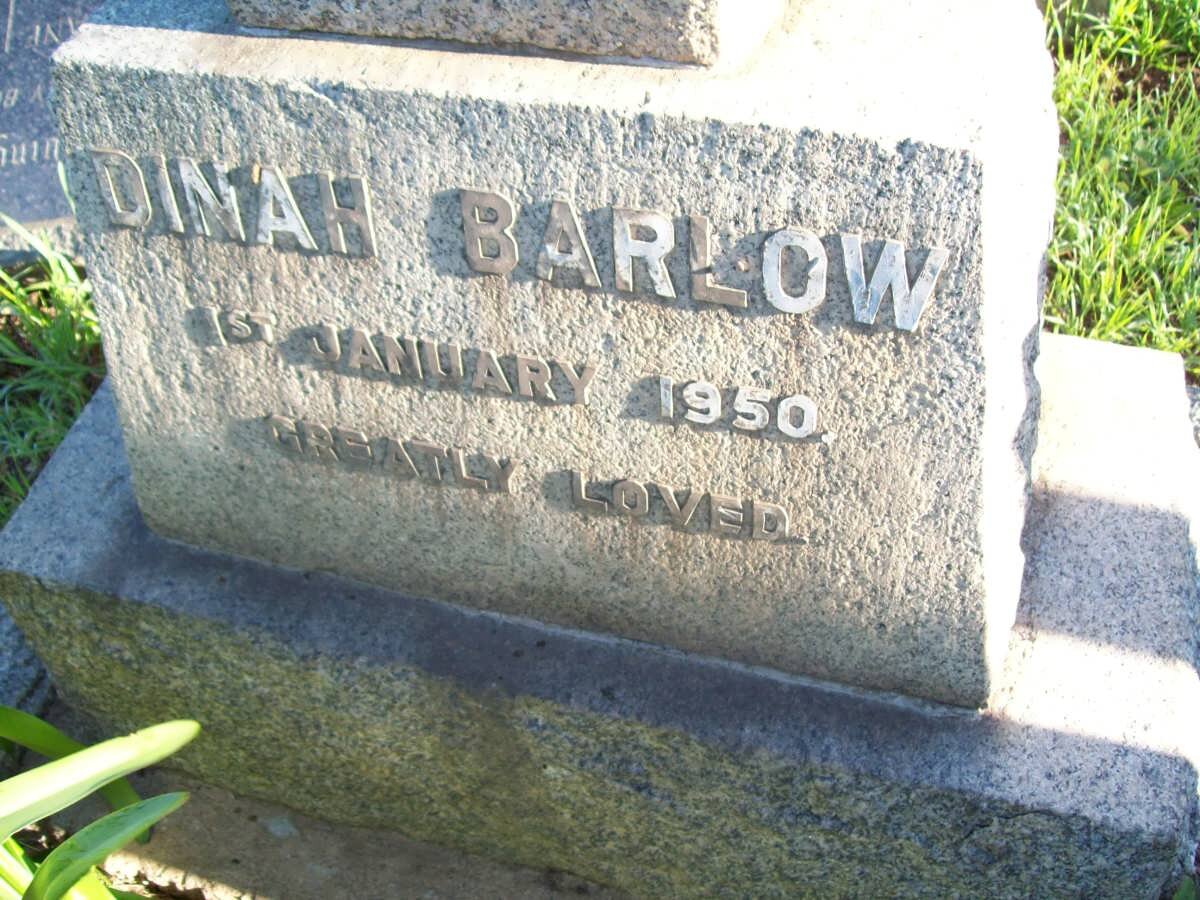 DINAH BARLOW
1ST JANUARY 1950.
GREATLY LOVED.